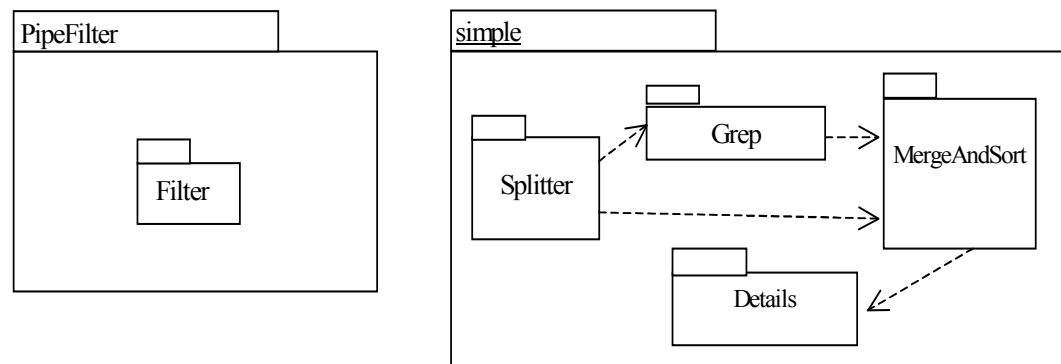 PipeFilter
Filter
simple
Splitter
Grep
MergeAndSort
Details